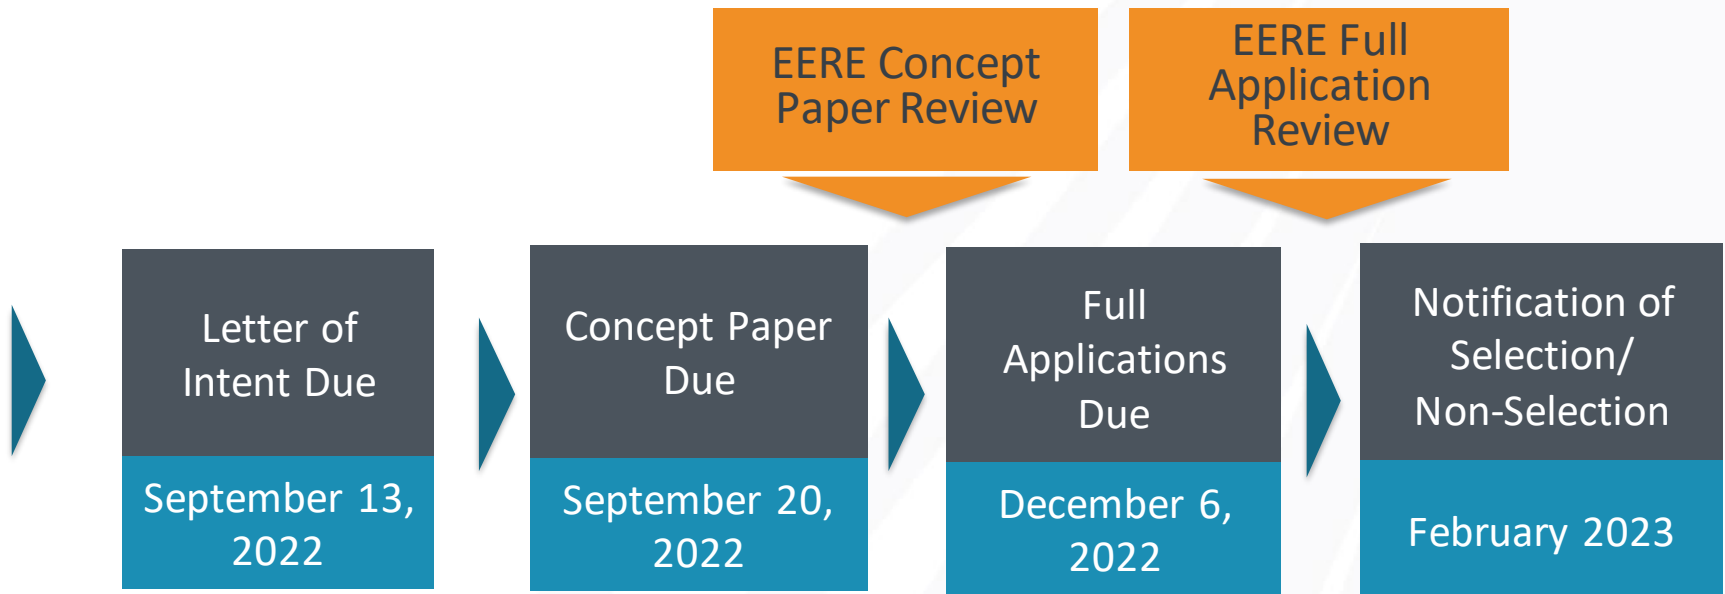 EERE Concept
Paper Review
EERE Full
Application
Review
Letter of
Intent Due
September 13,
2022
Concept Paper
Due
September 20,
2022
Full
Applications
Due
December 6,
2022
Notification of
Selection/
Non-Selection
February 2023